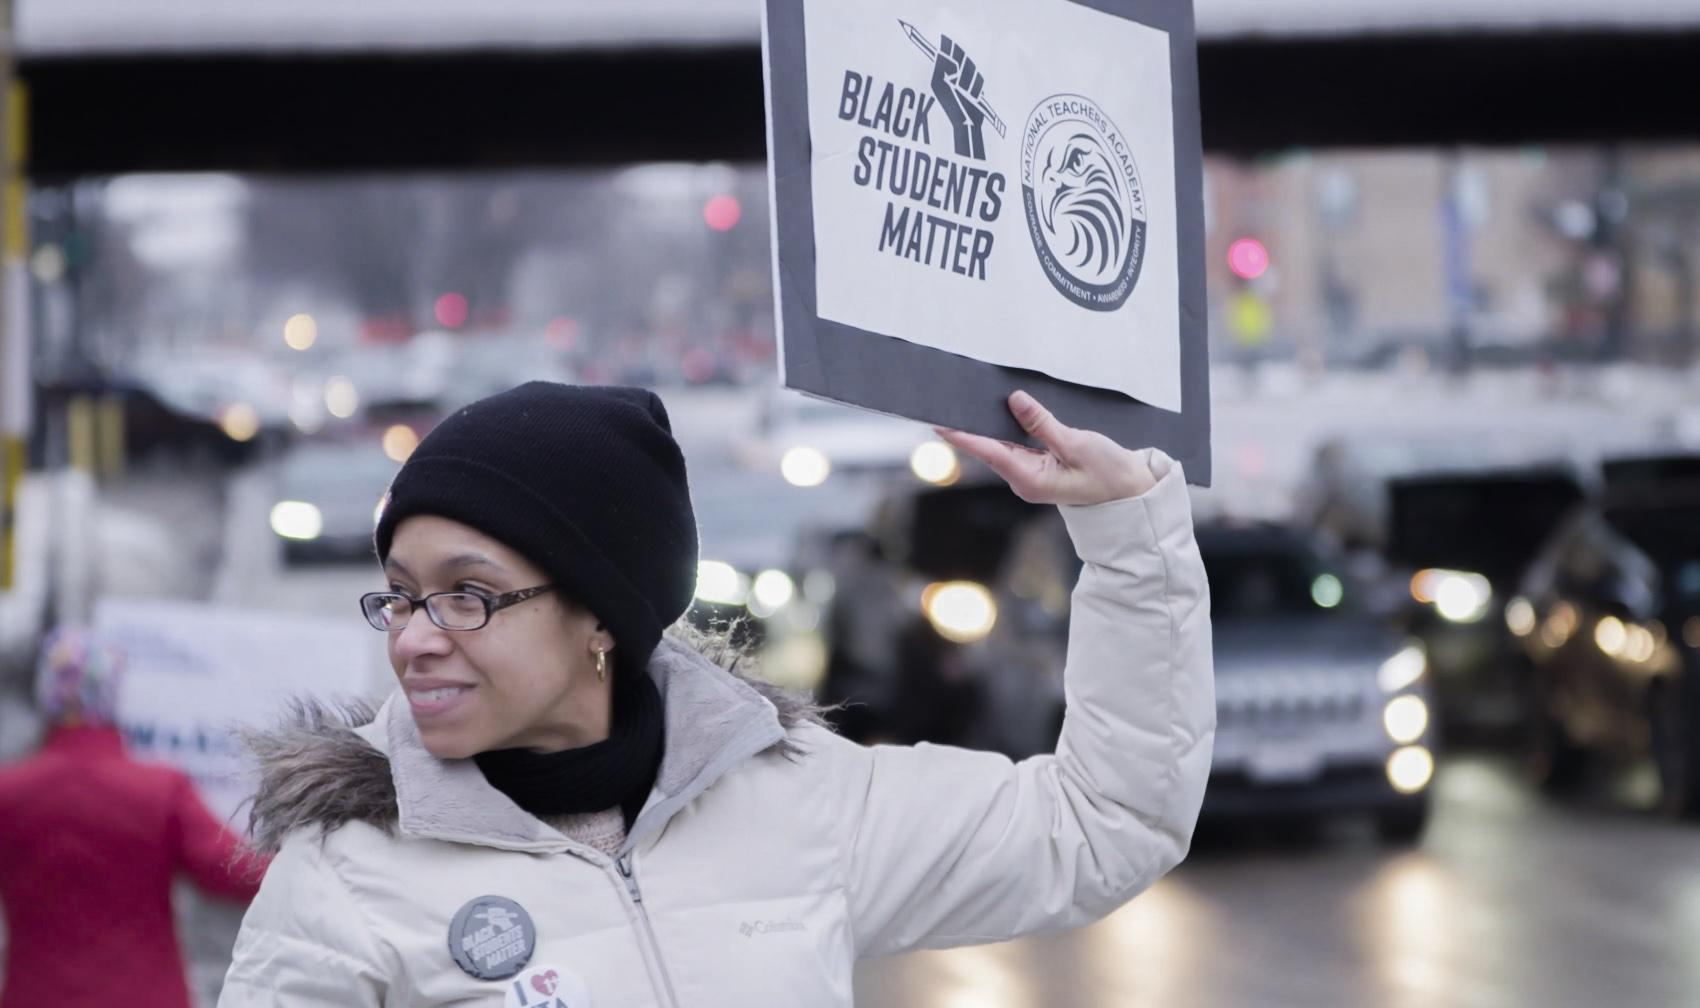 BLACK
STUDENTS
MATTER
NATIONAL TEACHERS ACADEMY
COURAGE • COMMITMENT • AWARENESS • INTEGRITY
BLACK
STUDENTS
MATTER
I
Columbia